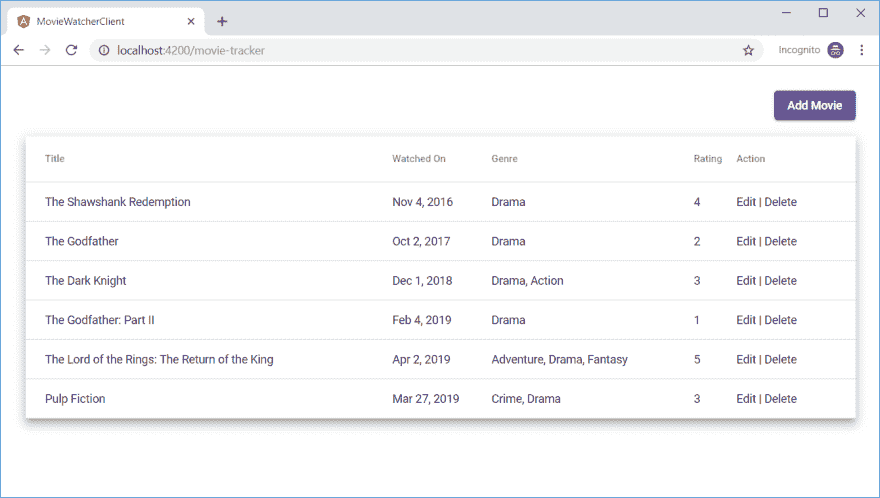 MovieWatcherClient
localhost:4200/movie-tracker
Incognito
Add Movie
Title Watched On Genre Rating Action
The Shawshank Redemption Nov 4, 2016 Drama 4 Edit | Delete
The Godfather Oct 2, 2017 Drama 2 Edit | Delete
The Dark Knight Dec 1, 2018 Drama, Action 3 Edit | Delete
The Godfather: Part II Feb 4, 2019 Drama 1 Edit | Delete
The Lord of the Rings: The Return of the King Apr 2, 2019 Adventure, Drama, Fantasy 5 Edit | Delete
Pulp Fiction Mar 27, 2019 Crime, Drama 3 Edit | Delete